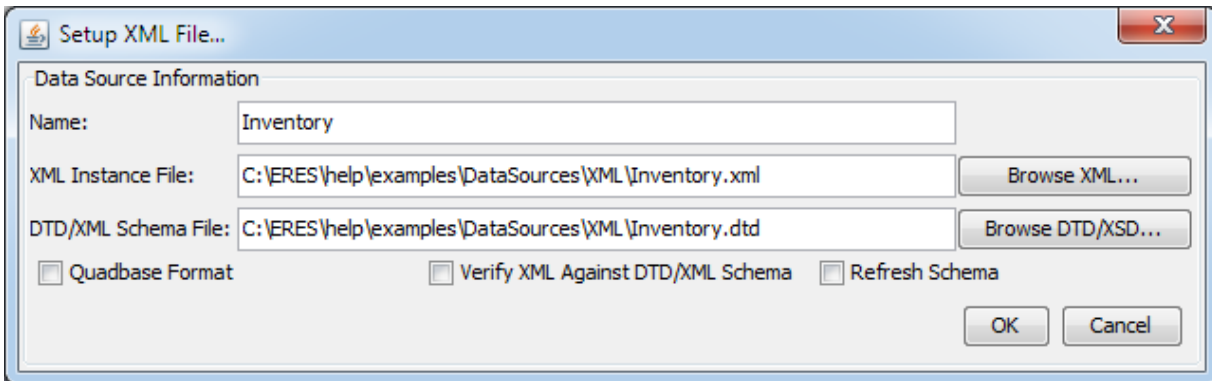 Setup XML File...
Data Source Information
Name: Inventory
XML Instance File: C:\ERES\help\examples\DataSources\XML\Inventory.xml Browse XML...
DTD/XML Schema File: C:\ERES\help\examples\DataSources\XML\Inventory.dtd Browse DTD/XSD...
Quadbase Format Verify XML Against DTD/XML Schema Refresh Schema
OK Cancel